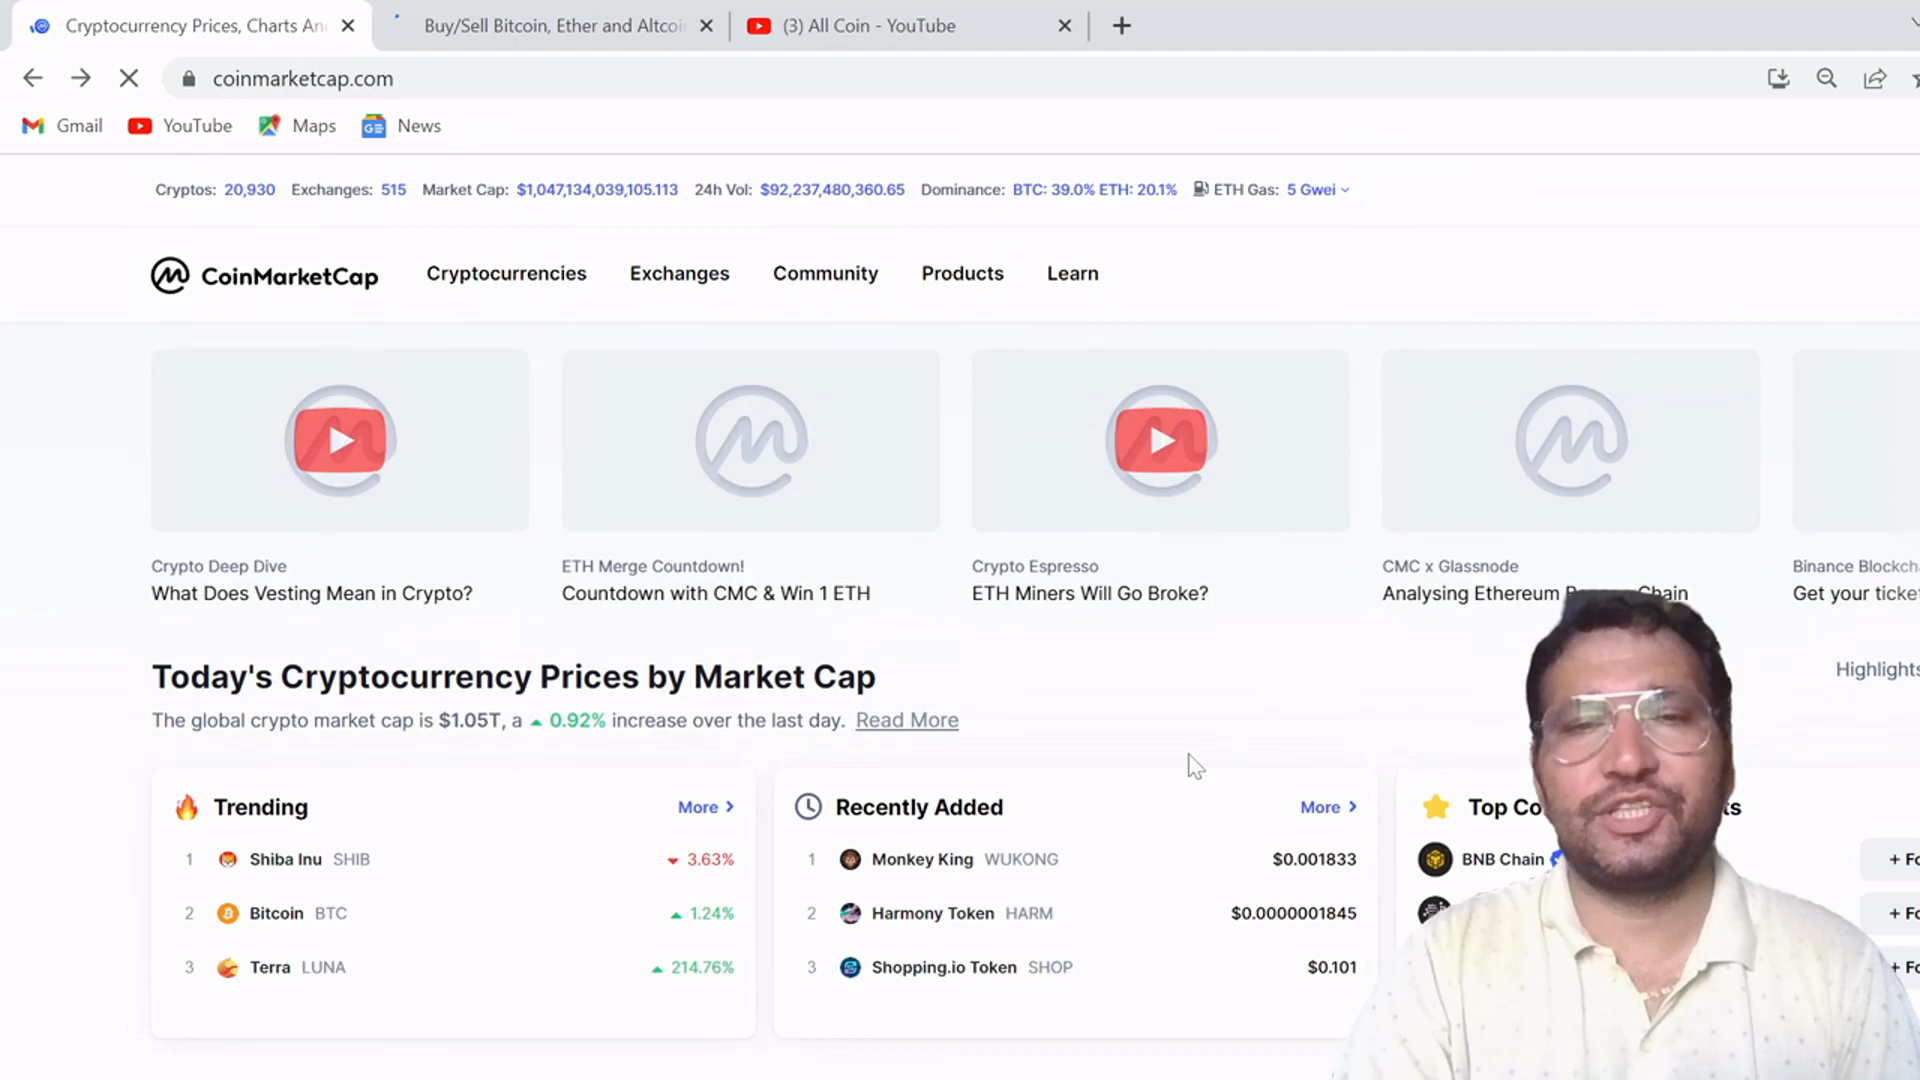 Cryptocurrency Prices, Charts An
Buy/Sell Bitcoin, Ether and Altcoi
(3) All Coin - YouTube
coinmarketcap.com
Gmail
YouTube
Maps
News
Cryptos: 20,930 Exchanges: 515 Market Cap: $1,047,134,039,105.113 24h Vol: $92,237,480,360.65 Dominance: BTC: 39.0% ETH: 20.1% ETH Gas: 5 Gwei
CoinMarketCap
Cryptocurrencies
Exchanges
Community
Products
Learn
Crypto Deep Dive
What Does Vesting Mean in Crypto?
ETH Merge Countdown!
Countdown with CMC & Win 1 ETH
Crypto Espresso
ETH Miners Will Go Broke?
CMC x Glassnode
Analysing Ethereum Chain
Binance Blockch
Get your ticke
Today's Cryptocurrency Prices by Market Cap
Highlights
The global crypto market cap is $1.05T, a 0.92% increase over the last day. Read More
Trending
More
1 Shiba Inu SHIB 3.63%
2 Bitcoin BTC 1.24%
3 Terra LUNA 214.76%
Recently Added
More
1 Monkey King WUKONG $0.001833
2 Harmony Token HARM $0.0000001845
3 Shopping.io Token SHOP $0.101
Top Co ts
BNB Chain
+ Fo
+ Fo
+ Fo